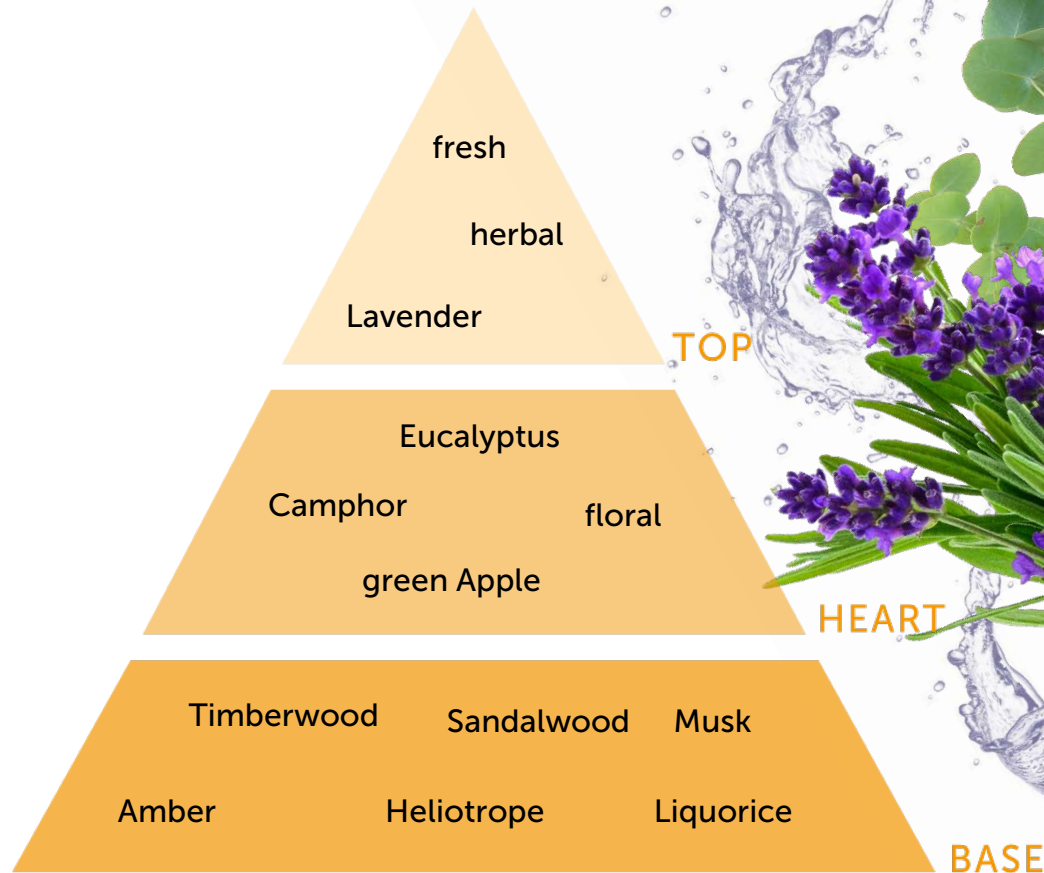 fresh
herbal
Lavender
TOP
Eucalyptus
Camphor
floral
green Apple
HEART
Timberwood
Sandalwood
Musk
Amber
Heliotrope
Liquorice
BASE